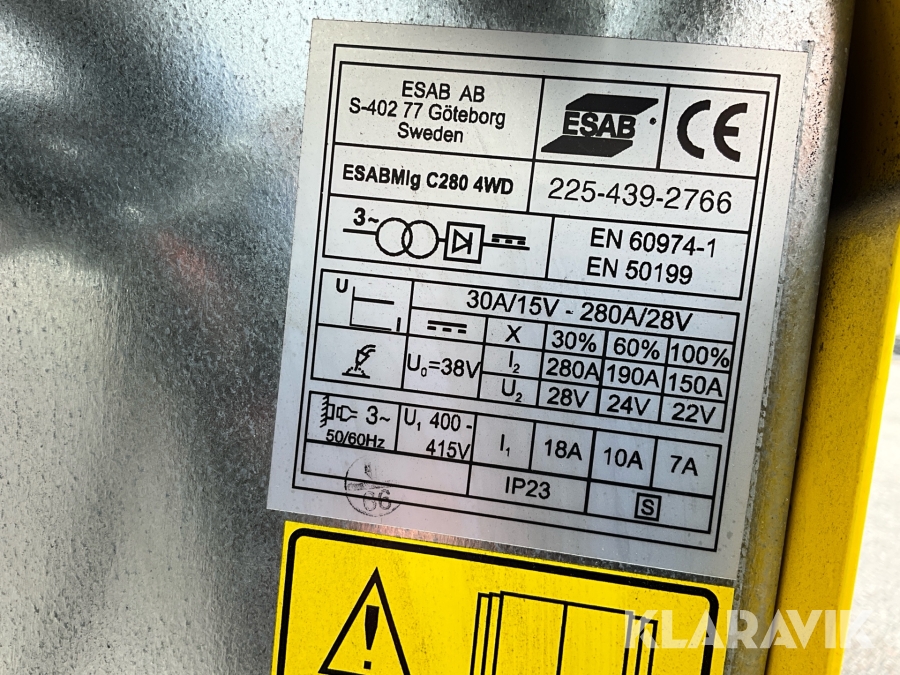 ESAB AB
S-402 77 Göteborg
Sweden
ESAB
CE
ESABMIg C280 4WD
225-439-2766
3~
EN 60974-1
EN 50199
U
I
30A/15V - 280A/28V
X 30% 60% 100%
U₀=38V
I₂ 280A 190A 150A
U₂ 28V 24V 22V
3~
50/60Hz
U₁ 400 -
415V
I₁ 18A 10A 7A
IP23
S
!
KLARAVIK